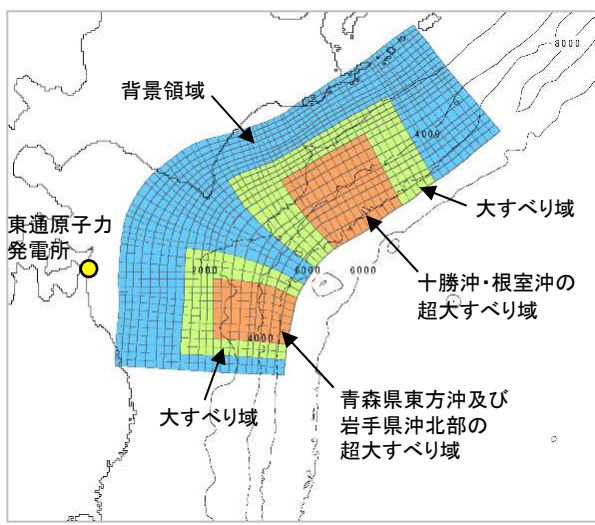 8000
背景領域
4000
大すべり域
東通原子力
発電所
2000
6000
6000
十勝沖・根室沖の
超大すべり域
4000
大すべり域
青森県東方沖及び
岩手県沖北部の
超大すべり域